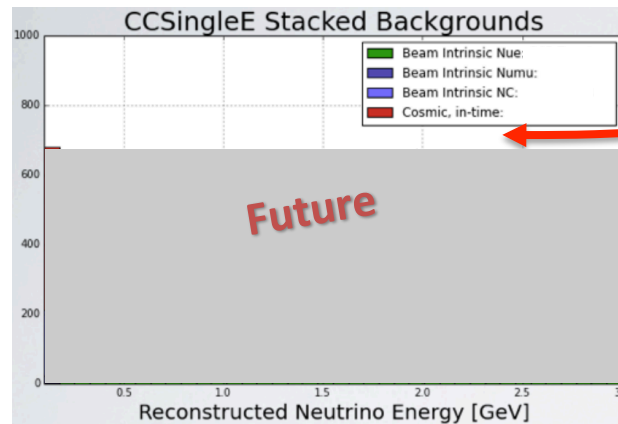 CCSingleE Stacked Backgrounds
1000
Beam Intrinsic Nue:
Beam Intrinsic Numu:
Beam Intrinsic NC:
Cosmic, in-time:
800
600
Future
400
200
0
0.5 1.0 1.5 2.0 2.5
Reconstructed Neutrino Energy [GeV]